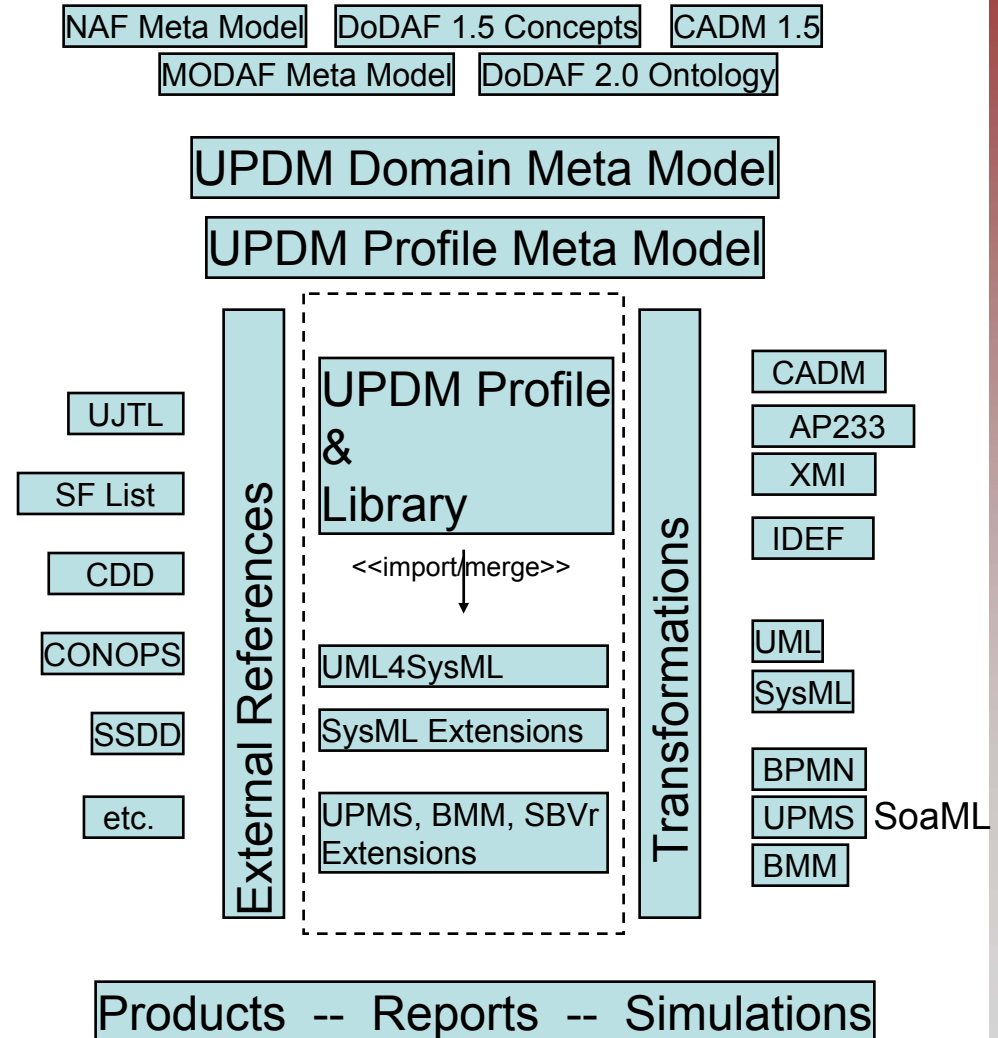 NAF Meta Model DoDAF 1.5 Concepts CADM 1.5
MODAF Meta Model DoDAF 2.0 Ontology
UPDM Domain Meta Model
UPDM Profile Meta Model
UJTL
SF List
CDD
CONOPS
SSDD
etc.
External References
UPDM Profile
&
Library
<<import/merge>>
UML4SysML
SysML Extensions
UPMS, BMM, SBVr
Extensions
Transformations
CADM
AP233
XMI
IDEF
UML
SysML
BPMN
UPMS SoaML
BMM
Products -- Reports -- Simulations